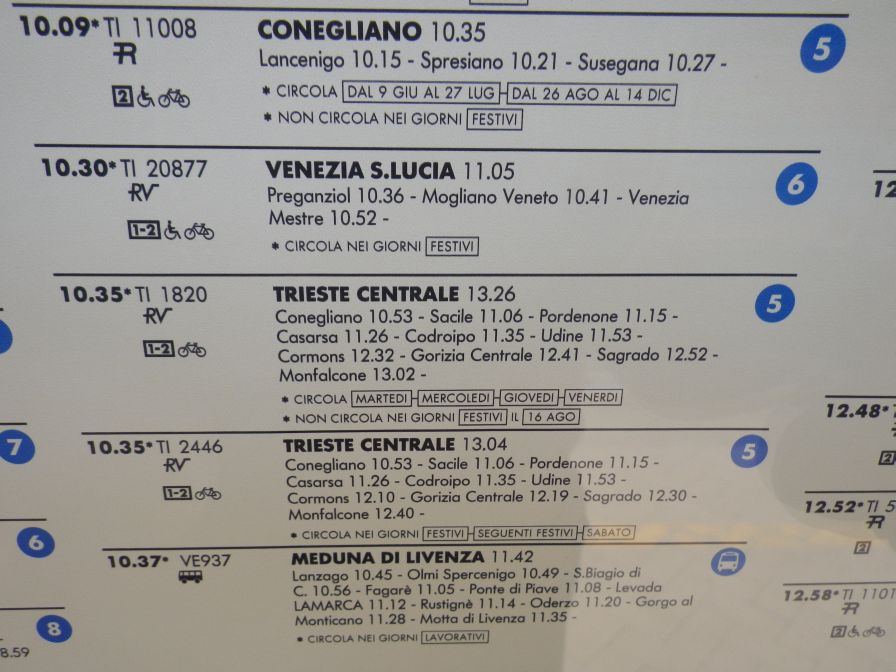 10.09* TI 11008 CONEGLIANO 10.35 5
R Lancenigo 10.15 - Spresiano 10.21 - Susegana 10.27 -
2 * CIRCOLA DAL 9 GIU AL 27 LUG - DAL 26 AGO AL 14 DIC
* NON CIRCOLA NEI GIORNI FESTIVI
10.30* TI 20877 VENEZIA S.LUCIA 11.05 6
RV Preganziol 10.36 - Mogliano Veneto 10.41 - Venezia
1-2 Mestre 10.52 -
* CIRCOLA NEI GIORNI FESTIVI
10.35* TI 1820 TRIESTE CENTRALE 13.26 5
RV Conegliano 10.53 - Sacile 11.06 - Pordenone 11.15 -
Casarsa 11.26 - Codroipo 11.35 - Udine 11.53 -
1-2 Cormons 12.32 - Gorizia Centrale 12.41 - Sagrado 12.52 -
Monfalcone 13.02 -
* CIRCOLA MARTEDI - MERCOLEDI - GIOVEDI - VENERDI
* NON CIRCOLA NEI GIORNI FESTIVI IL 16 AGO
10.35* TI 2446 TRIESTE CENTRALE 13.04 5
RV Conegliano 10.53 - Sacile 11.06 - Pordenone 11.15 -
Casarsa 11.26 - Codroipo 11.35 - Udine 11.53 -
1-2 Cormons 12.10 - Gorizia Centrale 12.19 - Sagrado 12.30 -
Monfalcone 12.40 -
* CIRCOLA NEI GIORNI FESTIVI - SEGUENTI FESTIVI - SABATO
10.37* VE937 MEDUNA DI LIVENZA 11.42
Lanzago 10.45 - Olmi Spercenigo 10.49 - S.Biagio di
C. 10.56 - Fagarè 11.05 - Ponte di Piave 11.08 - Levada
LAMARCA 11.12 - Rustignè 11.14 - Oderzo 11.20 - Gorgo al
Monticano 11.28 - Motta di Livenza 11.35 -
* CIRCOLA NEI GIORNI LAVORATIVI
7
6
8
8.59
12
12.48*
2
12.52* TI 5
R
2
12.58* TI 1101
R
2